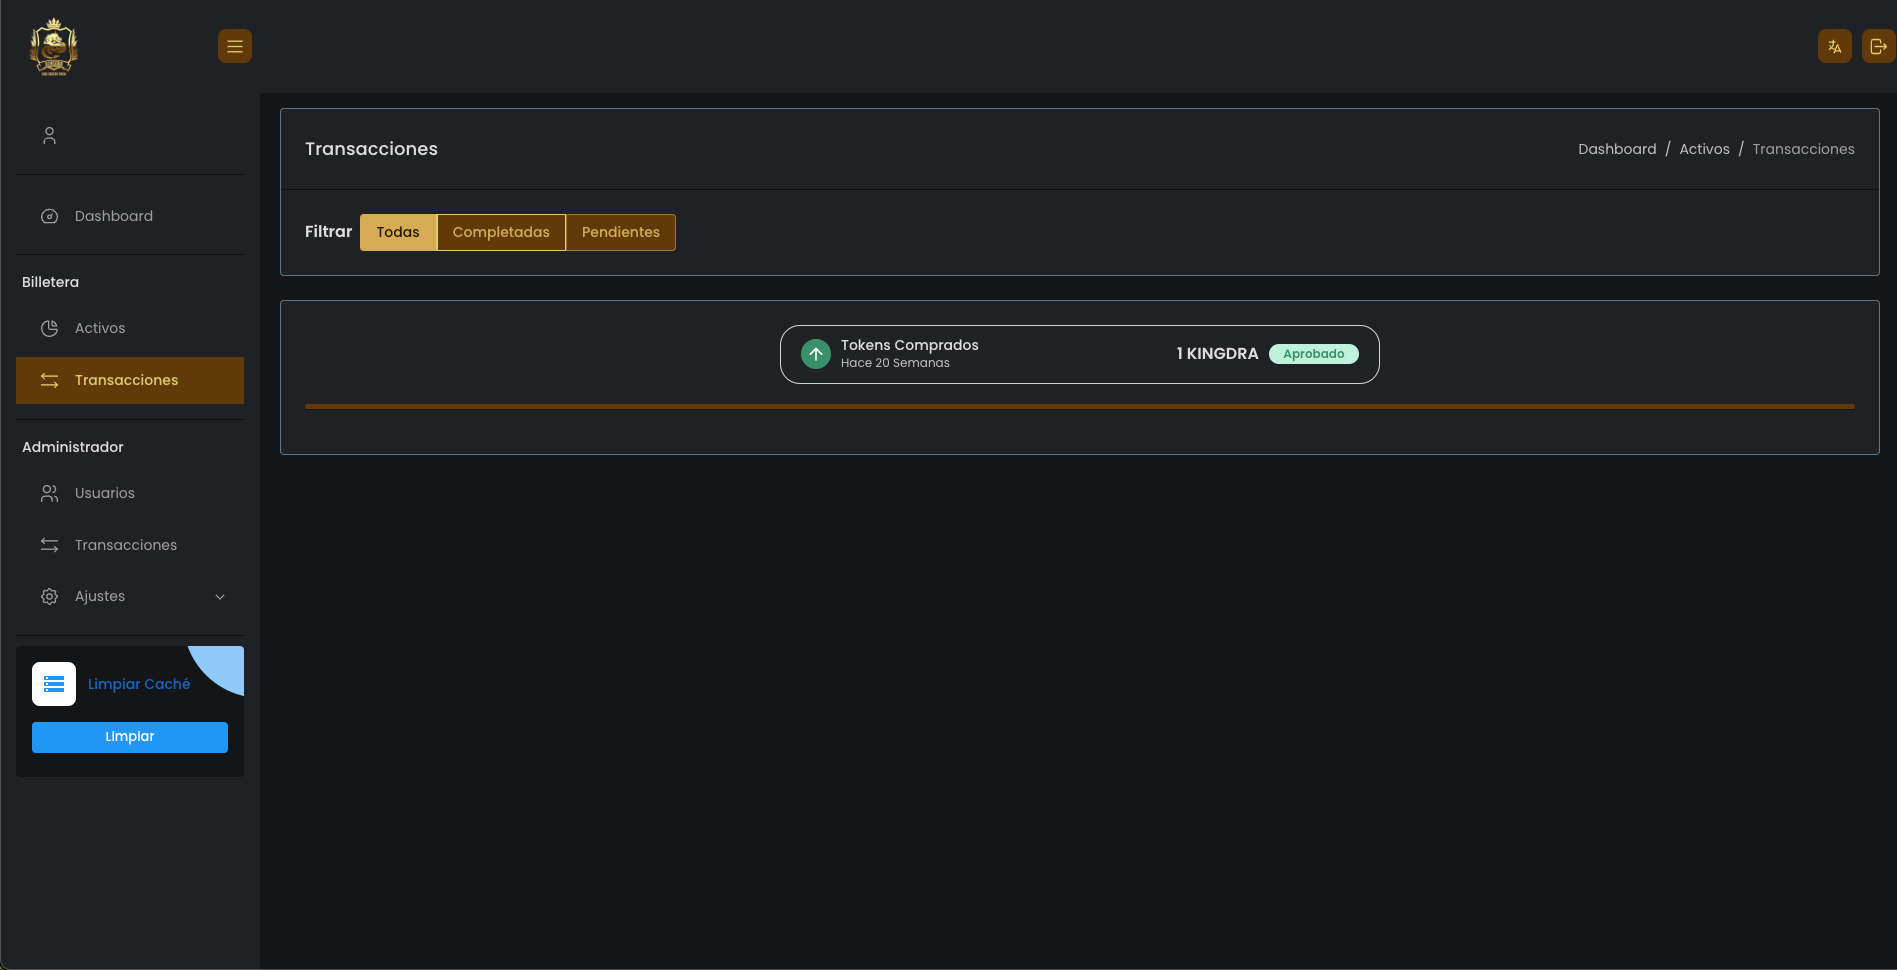 Dashboard
Billetera
Activos
Transacciones
Administrador
Usuarios
Transacciones
Ajustes
Limpiar Caché
Limpiar
Transacciones
Dashboard / Activos / Transacciones
Filtrar Todas Completadas Pendientes
Tokens Comprados
Hace 20 Semanas
1 KINGDRA Aprobado